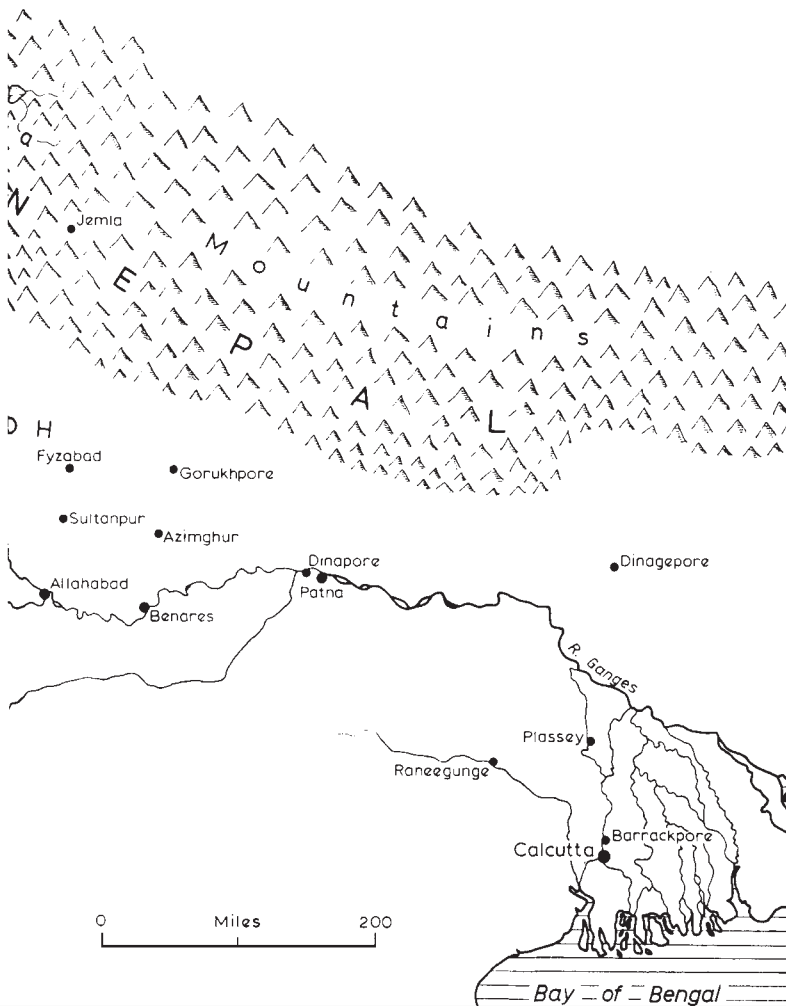 a
N
Jemla
Mountains
E
P
A
L
D H
Fyzabad
Gorukhpore
Sultanpur
Azimghur
Dinapore
Dinagepore
Allahabad
Patna
Benares
R. Ganges
Plassey
Raneegunge
Barrackpore
Calcutta
0 Miles 200
Bay of Bengal